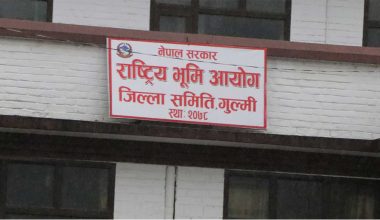 नेपाल सरकार
राष्ट्रिय भूमि आयोग
जिल्ला समिति, गुल्मी
स्था: २०७८